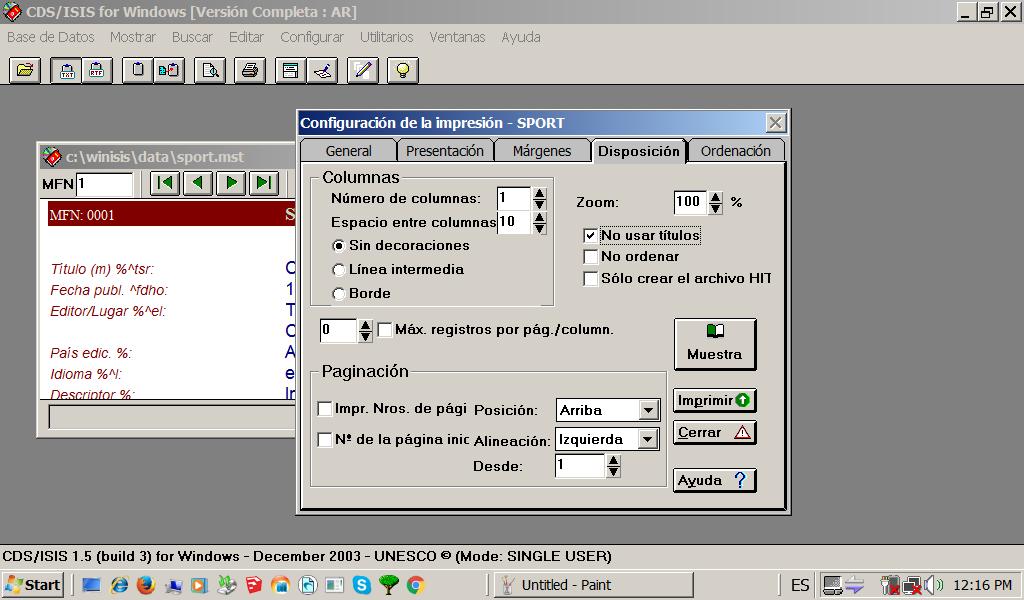 CDS/ISIS for Windows [Versión Completa : AR]
Base de Datos Mostrar Buscar Editar Configurar Utilitarios Ventanas Ayuda
TXT RTF
Configuración de la impresión - SPORT
General Presentación Márgenes Disposición Ordenación
c:\winisis\data\sport.mst
MFN 1
MFN: 0001 S
Título (m) %^tsr: C
Fecha publ. ^fdho: 1
Editor/Lugar %^el: T
C
País edic. %: A
Idioma %^l: e
Descriptor %: Ir
Columnas
Número de columnas: 1
Espacio entre columnas 10
Sin decoraciones
Línea intermedia
Borde
Zoom: 100 %
No usar títulos
No ordenar
Sólo crear el archivo HIT
0 Máx. registros por pág./column.
Muestra
Paginación
Impr. Nros. de pági Posición: Arriba
Nº de la página inic Alineación: Izquierda
Desde: 1
Imprimir
Cerrar
Ayuda ?
CDS/ISIS 1.5 (build 3) for Windows - December 2003 - UNESCO © (Mode: SINGLE USER)
Start Untitled - Paint ES 12:16 PM